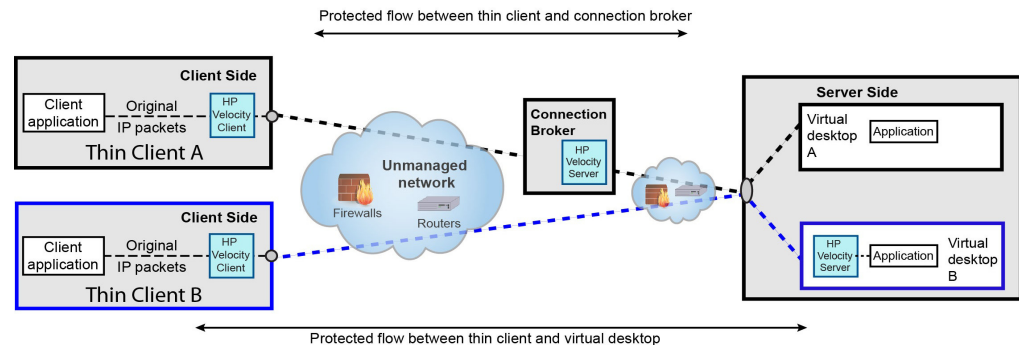 Protected flow between thin client and connection broker
Client Side
Client
application
Original
IP packets
HP
Velocity
Client
Thin Client A
Unmanaged
network
Firewalls
Routers
Connection
Broker
HP
Velocity
Server
Server Side
Virtual
desktop
A
Application
Client Side
Client
application
Original
IP packets
HP
Velocity
Client
Thin Client B
HP
Velocity
Server
Application
Virtual
desktop
B
Protected flow between thin client and virtual desktop